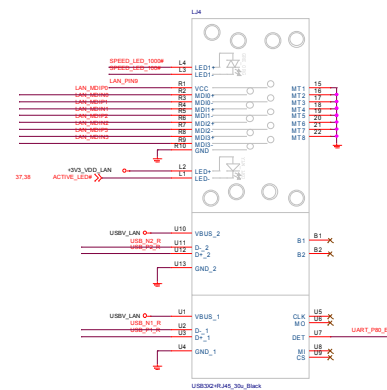 LJ4
SPEED_LED_1000# L4 LED1+
SPEED_LED_100# L3 LED1-
LAN_PIN9 R1 VCC MT1 15
LAN_MDIP0 R2 MDI0+ MT2 16
LAN_MDIN0 R3 MDI0- MT3 17
LAN_MDIP1 R4 MDI1+ MT4 18
LAN_MDIN1 R5 MDI1- MT5 19
LAN_MDIP2 R6 MDI2+ MT6 20
LAN_MDIN2 R7 MDI2- MT7 21
LAN_MDIP3 R8 MDI3+ MT8 22
LAN_MDIN3 R9 MDI3-
R10 GND
+3V3_VDD_LAN L2 LED+
37,38 ACTIVE_LED# L1 LED-
USBV_LAN U10 VBUS_2 B1 B1
USB_N2_R U11 D-_2
USB_P2_R U12 D+_2 B2 B2
U13 GND_2
USBV_LAN U1 VBUS_1 CLK U5
MO U6
USB_N1_R U2 D-_1
USB_P1_R U3 D+_1 DET U7 UART_P80_E
U4 GND_1 MI U8
CS U9
USB3X2+RJ45_30u_Black